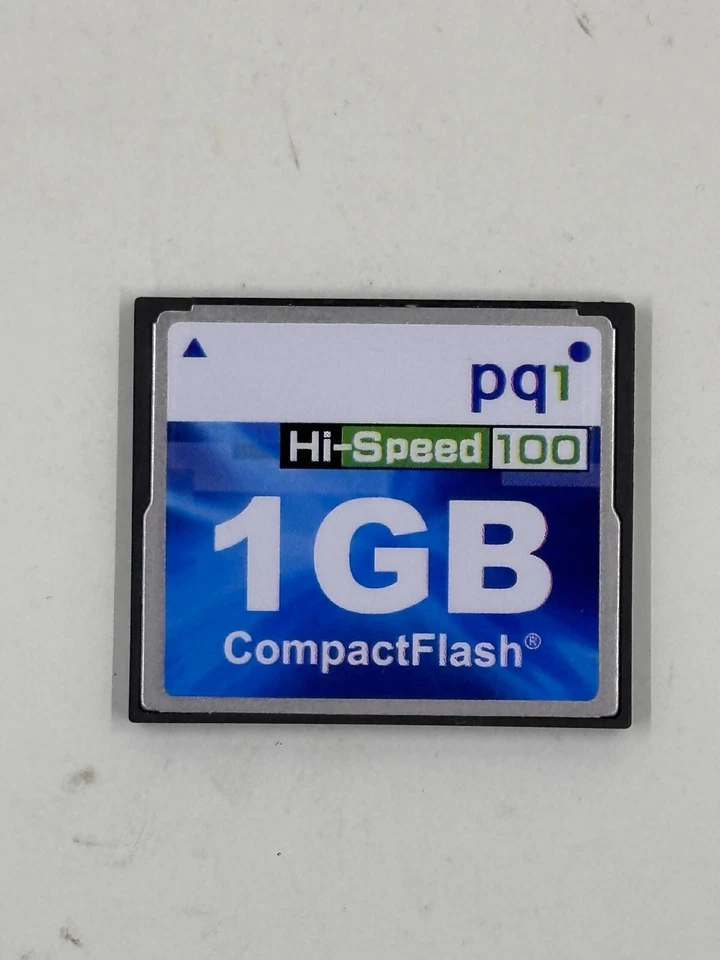 pqi
Hi-Speed 100
1GB
CompactFlash®